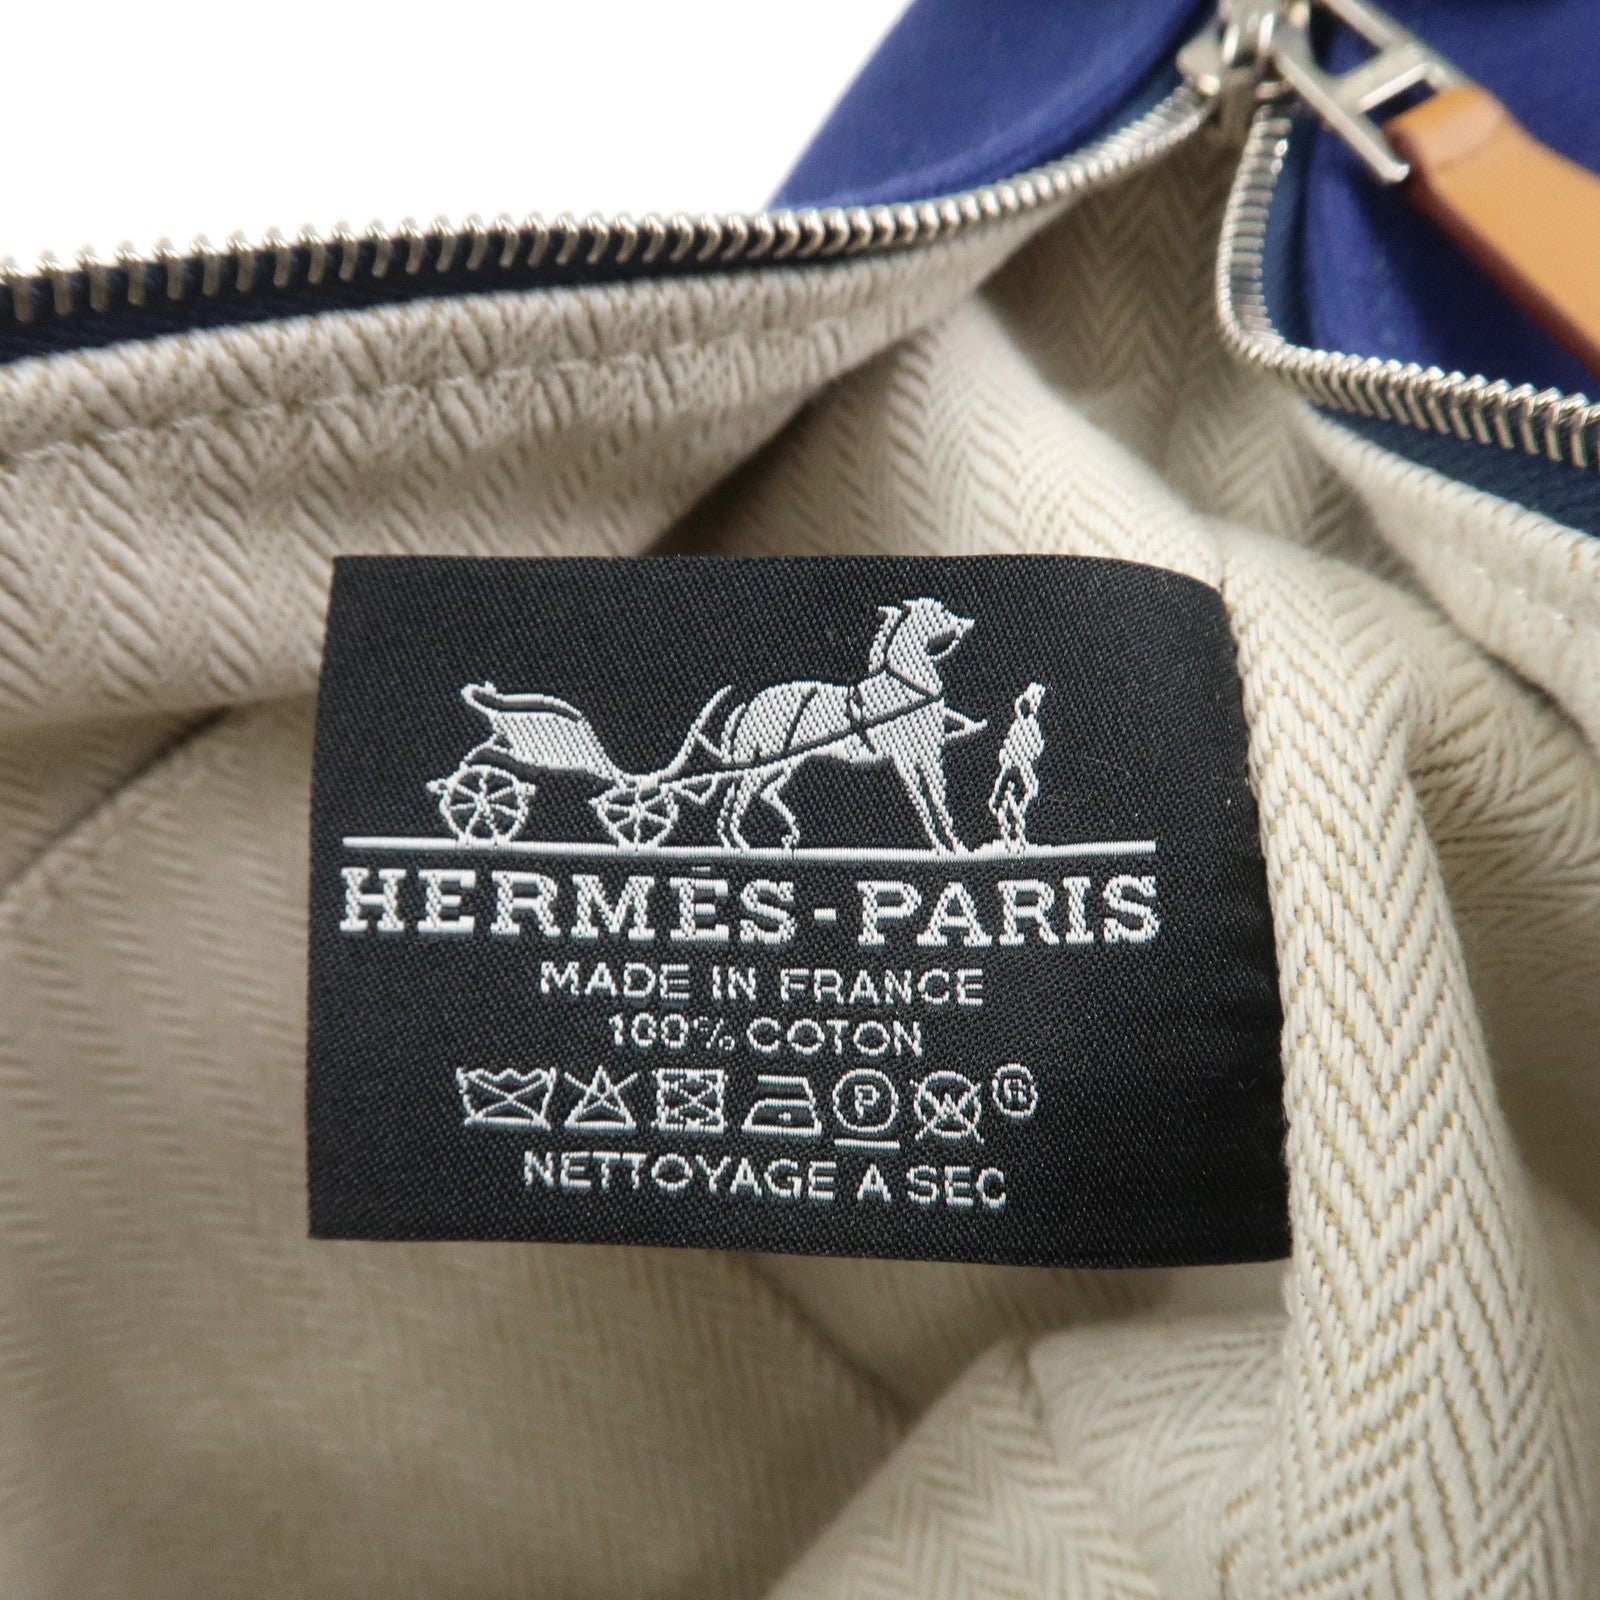 HERMÈS-PARIS
MADE IN FRANCE
100% COTON
P W ®
NETTOYAGE A SEC